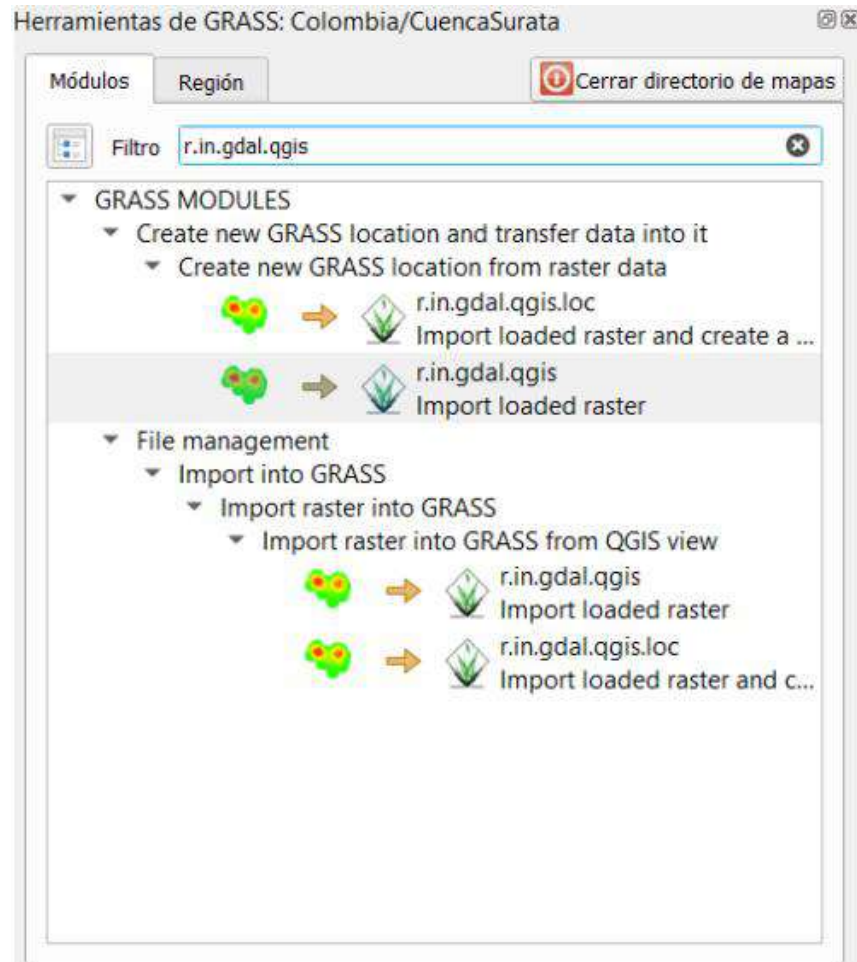 Herramientas de GRASS: Colombia/CuencaSurata
Módulos Región Cerrar directorio de mapas
Filtro r.in.gdal.qgis
GRASS MODULES
Create new GRASS location and transfer data into it
Create new GRASS location from raster data
r.in.gdal.qgis.loc
Import loaded raster and create a ...
r.in.gdal.qgis
Import loaded raster
File management
Import into GRASS
Import raster into GRASS
Import raster into GRASS from QGIS view
r.in.gdal.qgis
Import loaded raster
r.in.gdal.qgis.loc
Import loaded raster and c...